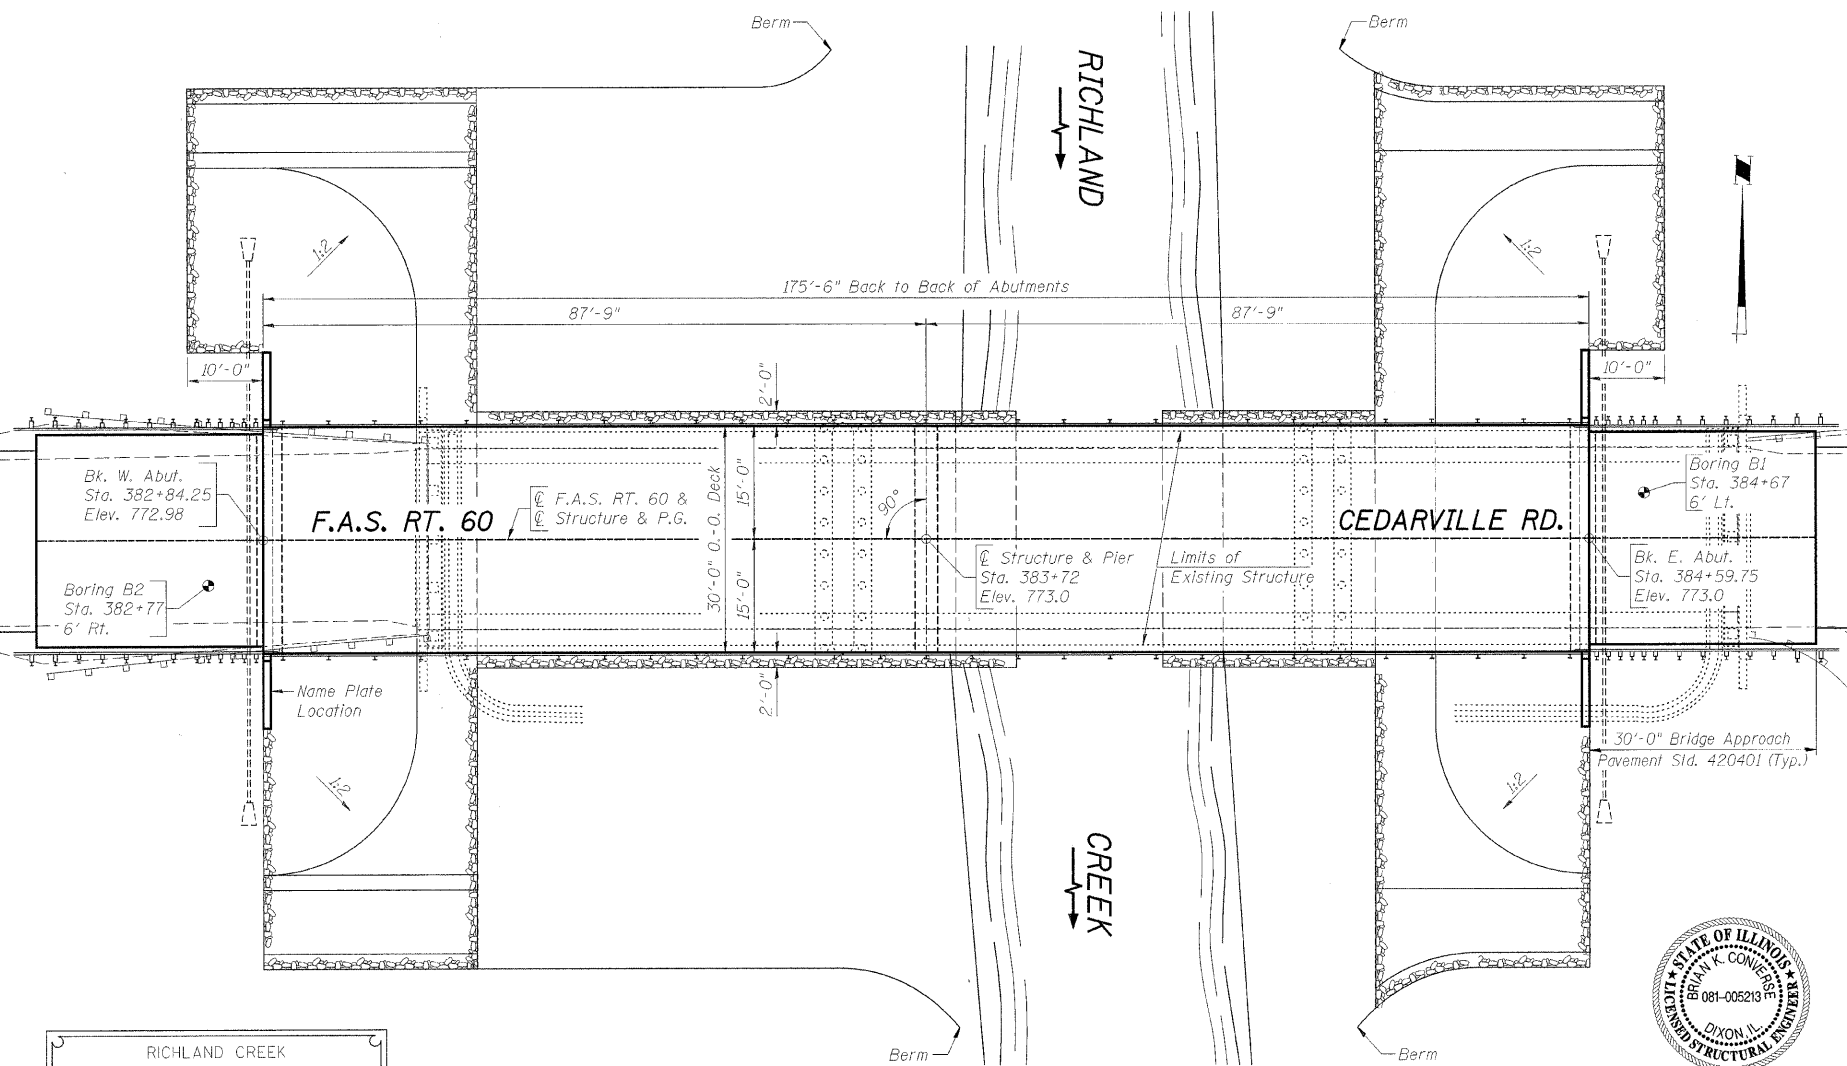 Berm
Berm
RICHLAND
1:2
1:2
175'-6" Back to Back of Abutments
87'-9"
87'-9"
10'-0"
10'-0"
2'-0"
Bk. W. Abut.
Sta. 382+84.25
Elev. 772.98
F.A.S. RT. 60
℄ F.A.S. RT. 60 &
℄ Structure & P.G.
30'-0" O.-O. Deck
15'-0"
15'-0"
90°
CEDARVILLE RD.
Boring B1
Sta. 384+67
6' Lt.
℄ Structure & Pier
Sta. 383+72
Elev. 773.0
Limits of
Existing Structure
Bk. E. Abut.
Sta. 384+59.75
Elev. 773.0
Boring B2
Sta. 382+77
6' Rt.
Name Plate
Location
2'-0"
30'-0" Bridge Approach
Pavement Std. 420401 (Typ.)
1:2
1:2
CREEK
STATE OF ILLINOIS
BRIAN K. CONVERSE
081-005213
DIXON, IL.
LICENSED STRUCTURAL ENGINEER
RICHLAND CREEK
Berm
Berm